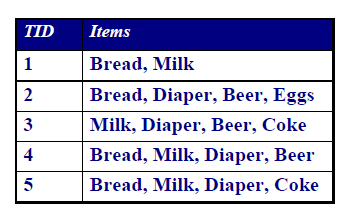 TID Items
1 Bread, Milk
2 Bread, Diaper, Beer, Eggs
3 Milk, Diaper, Beer, Coke
4 Bread, Milk, Diaper, Beer
5 Bread, Milk, Diaper, Coke